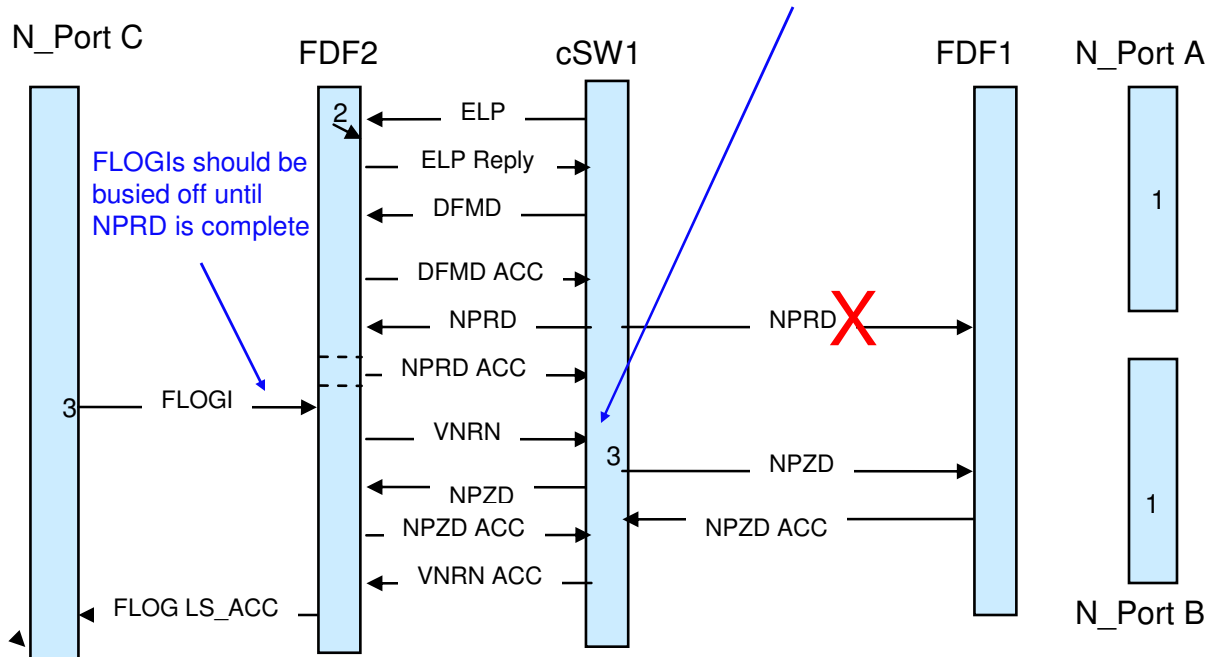 N_Port C
FDF2
cSW1
FDF1
N_Port A
2
ELP
ELP Reply
FLOGIs should be
busied off until
NPRD is complete
DFMD
1
DFMD ACC
NPRD
NPRD
X
NPRD ACC
3
FLOGI
VNRN
3
NPZD
NPZD
1
NPZD ACC
NPZD ACC
VNRN ACC
FLOG LS_ACC
N_Port B